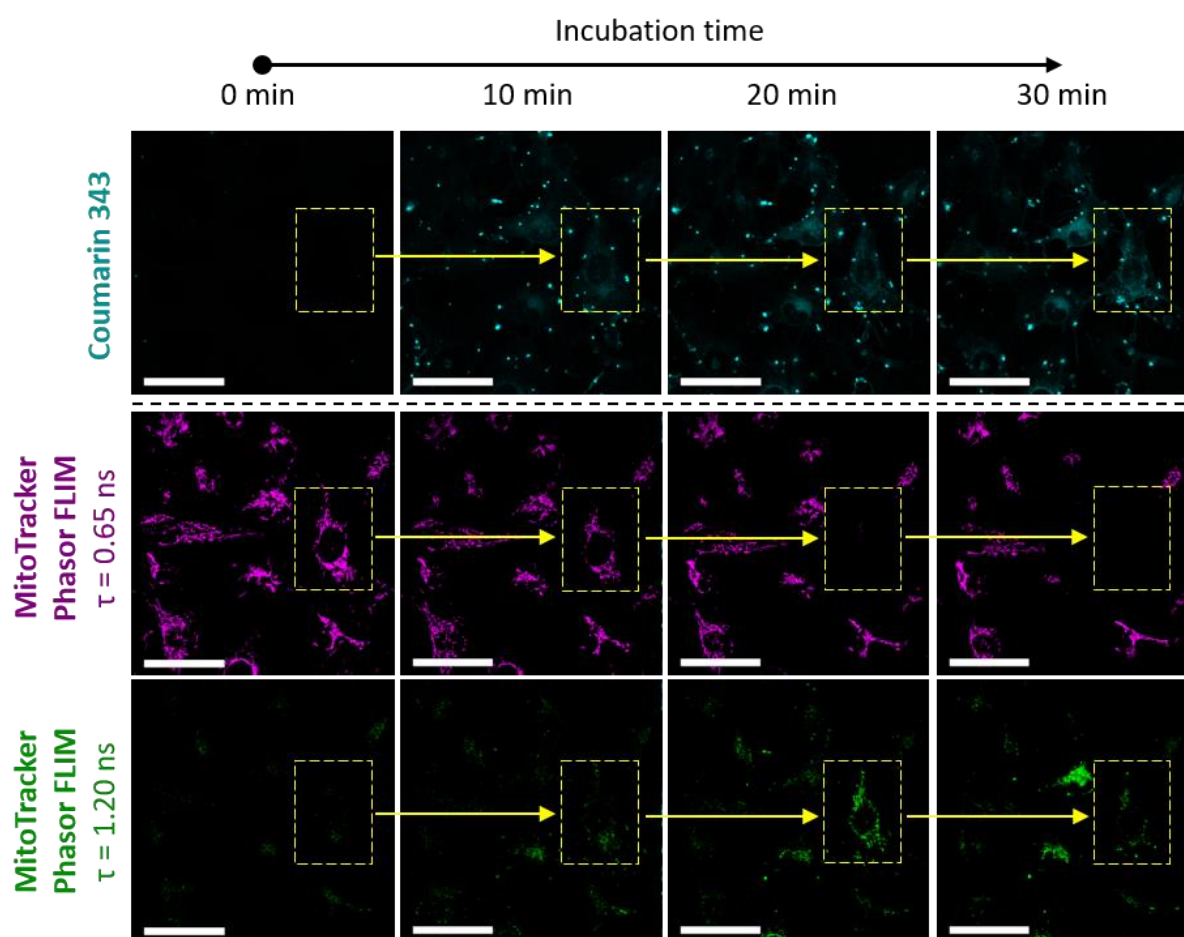 Incubation time
0 min 10 min 20 min 30 min
Coumarin 343
MitoTracker
Phasor FLIM
τ = 0.65 ns
MitoTracker
Phasor FLIM
τ = 1.20 ns